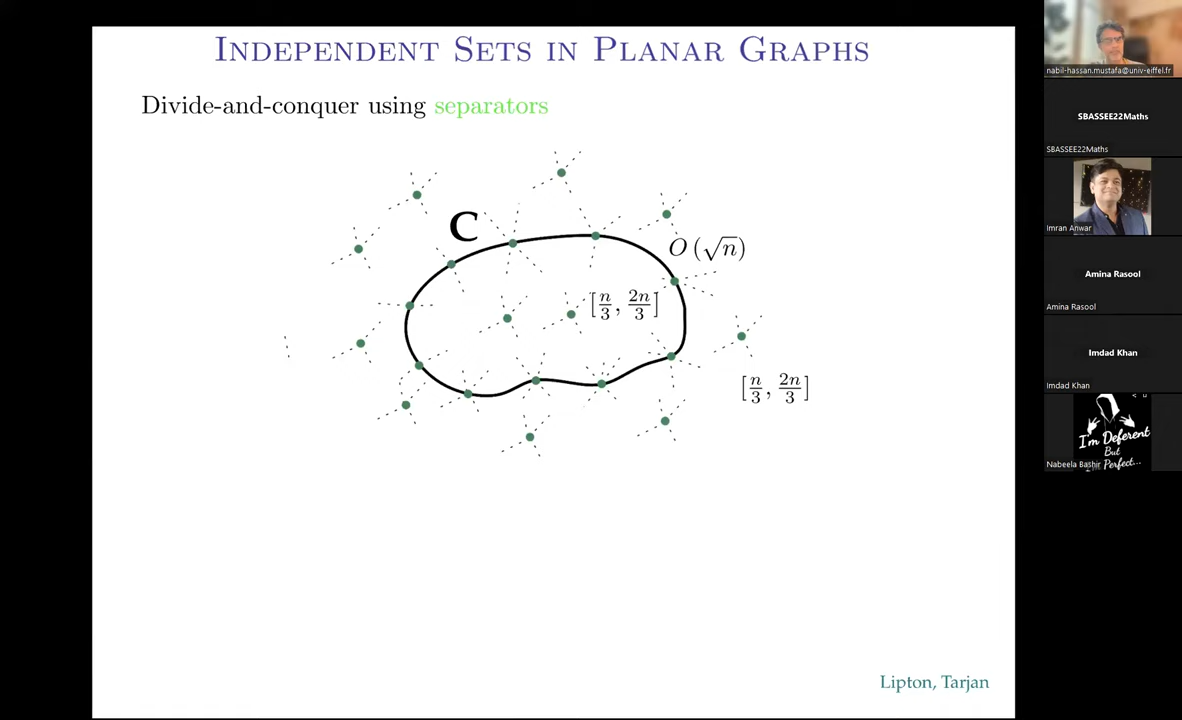 INDEPENDENT SETS IN PLANAR GRAPHS
Divide-and-conquer using separators
C
O(√n)
[n/3, 2n/3]
[n/3, 2n/3]
Lipton, Tarjan
nabil-hassan.mustafa@univ-eiffel.fr
SBASSEE22Maths
SBASSEE22Maths
Imran Anwar
Amina Rasool
Amina Rasool
Imdad Khan
Imdad Khan
I'm Deferent
But
Perfect...
Nabeela Bashir